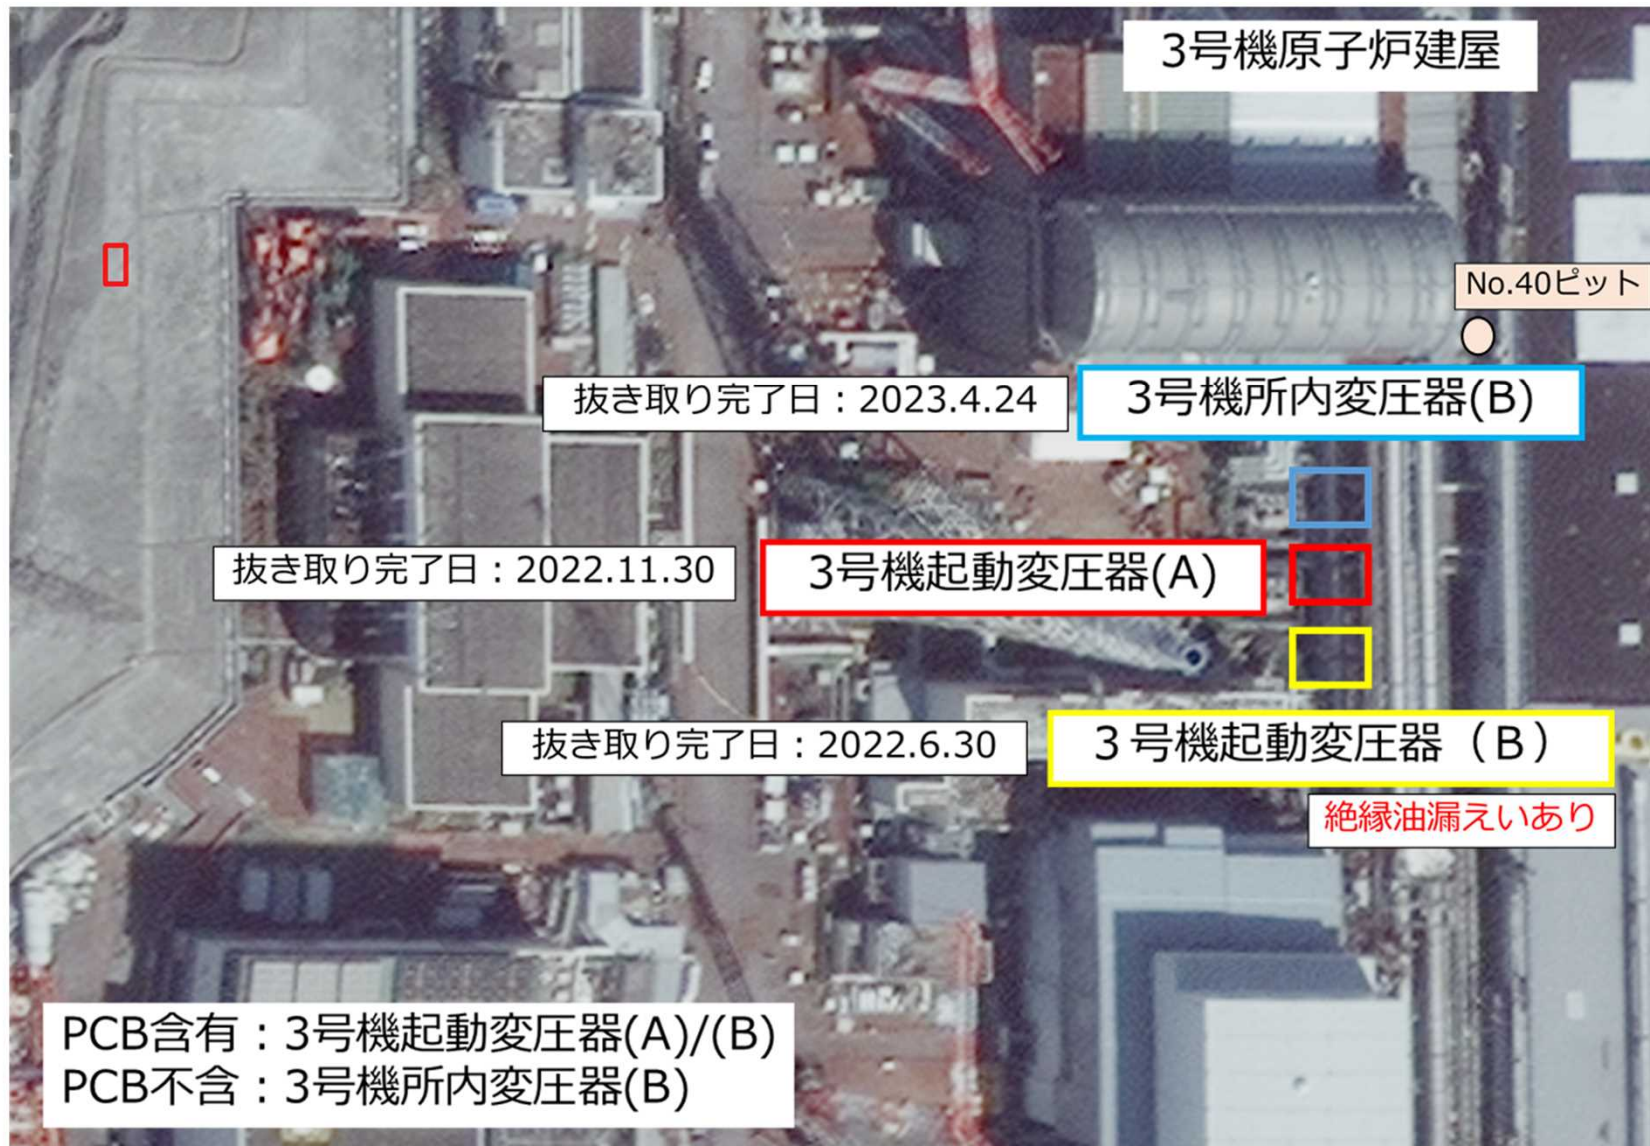 3号機原子炉建屋
No.40ピット
抜き取り完了日：2023.4.24
3号機所内変圧器(B)
抜き取り完了日：2022.11.30
3号機起動変圧器(A)
抜き取り完了日：2022.6.30
３号機起動変圧器（Ｂ）
絶縁油漏えいあり
PCB含有：3号機起動変圧器(A)/(B)
PCB不含：3号機所内変圧器(B)